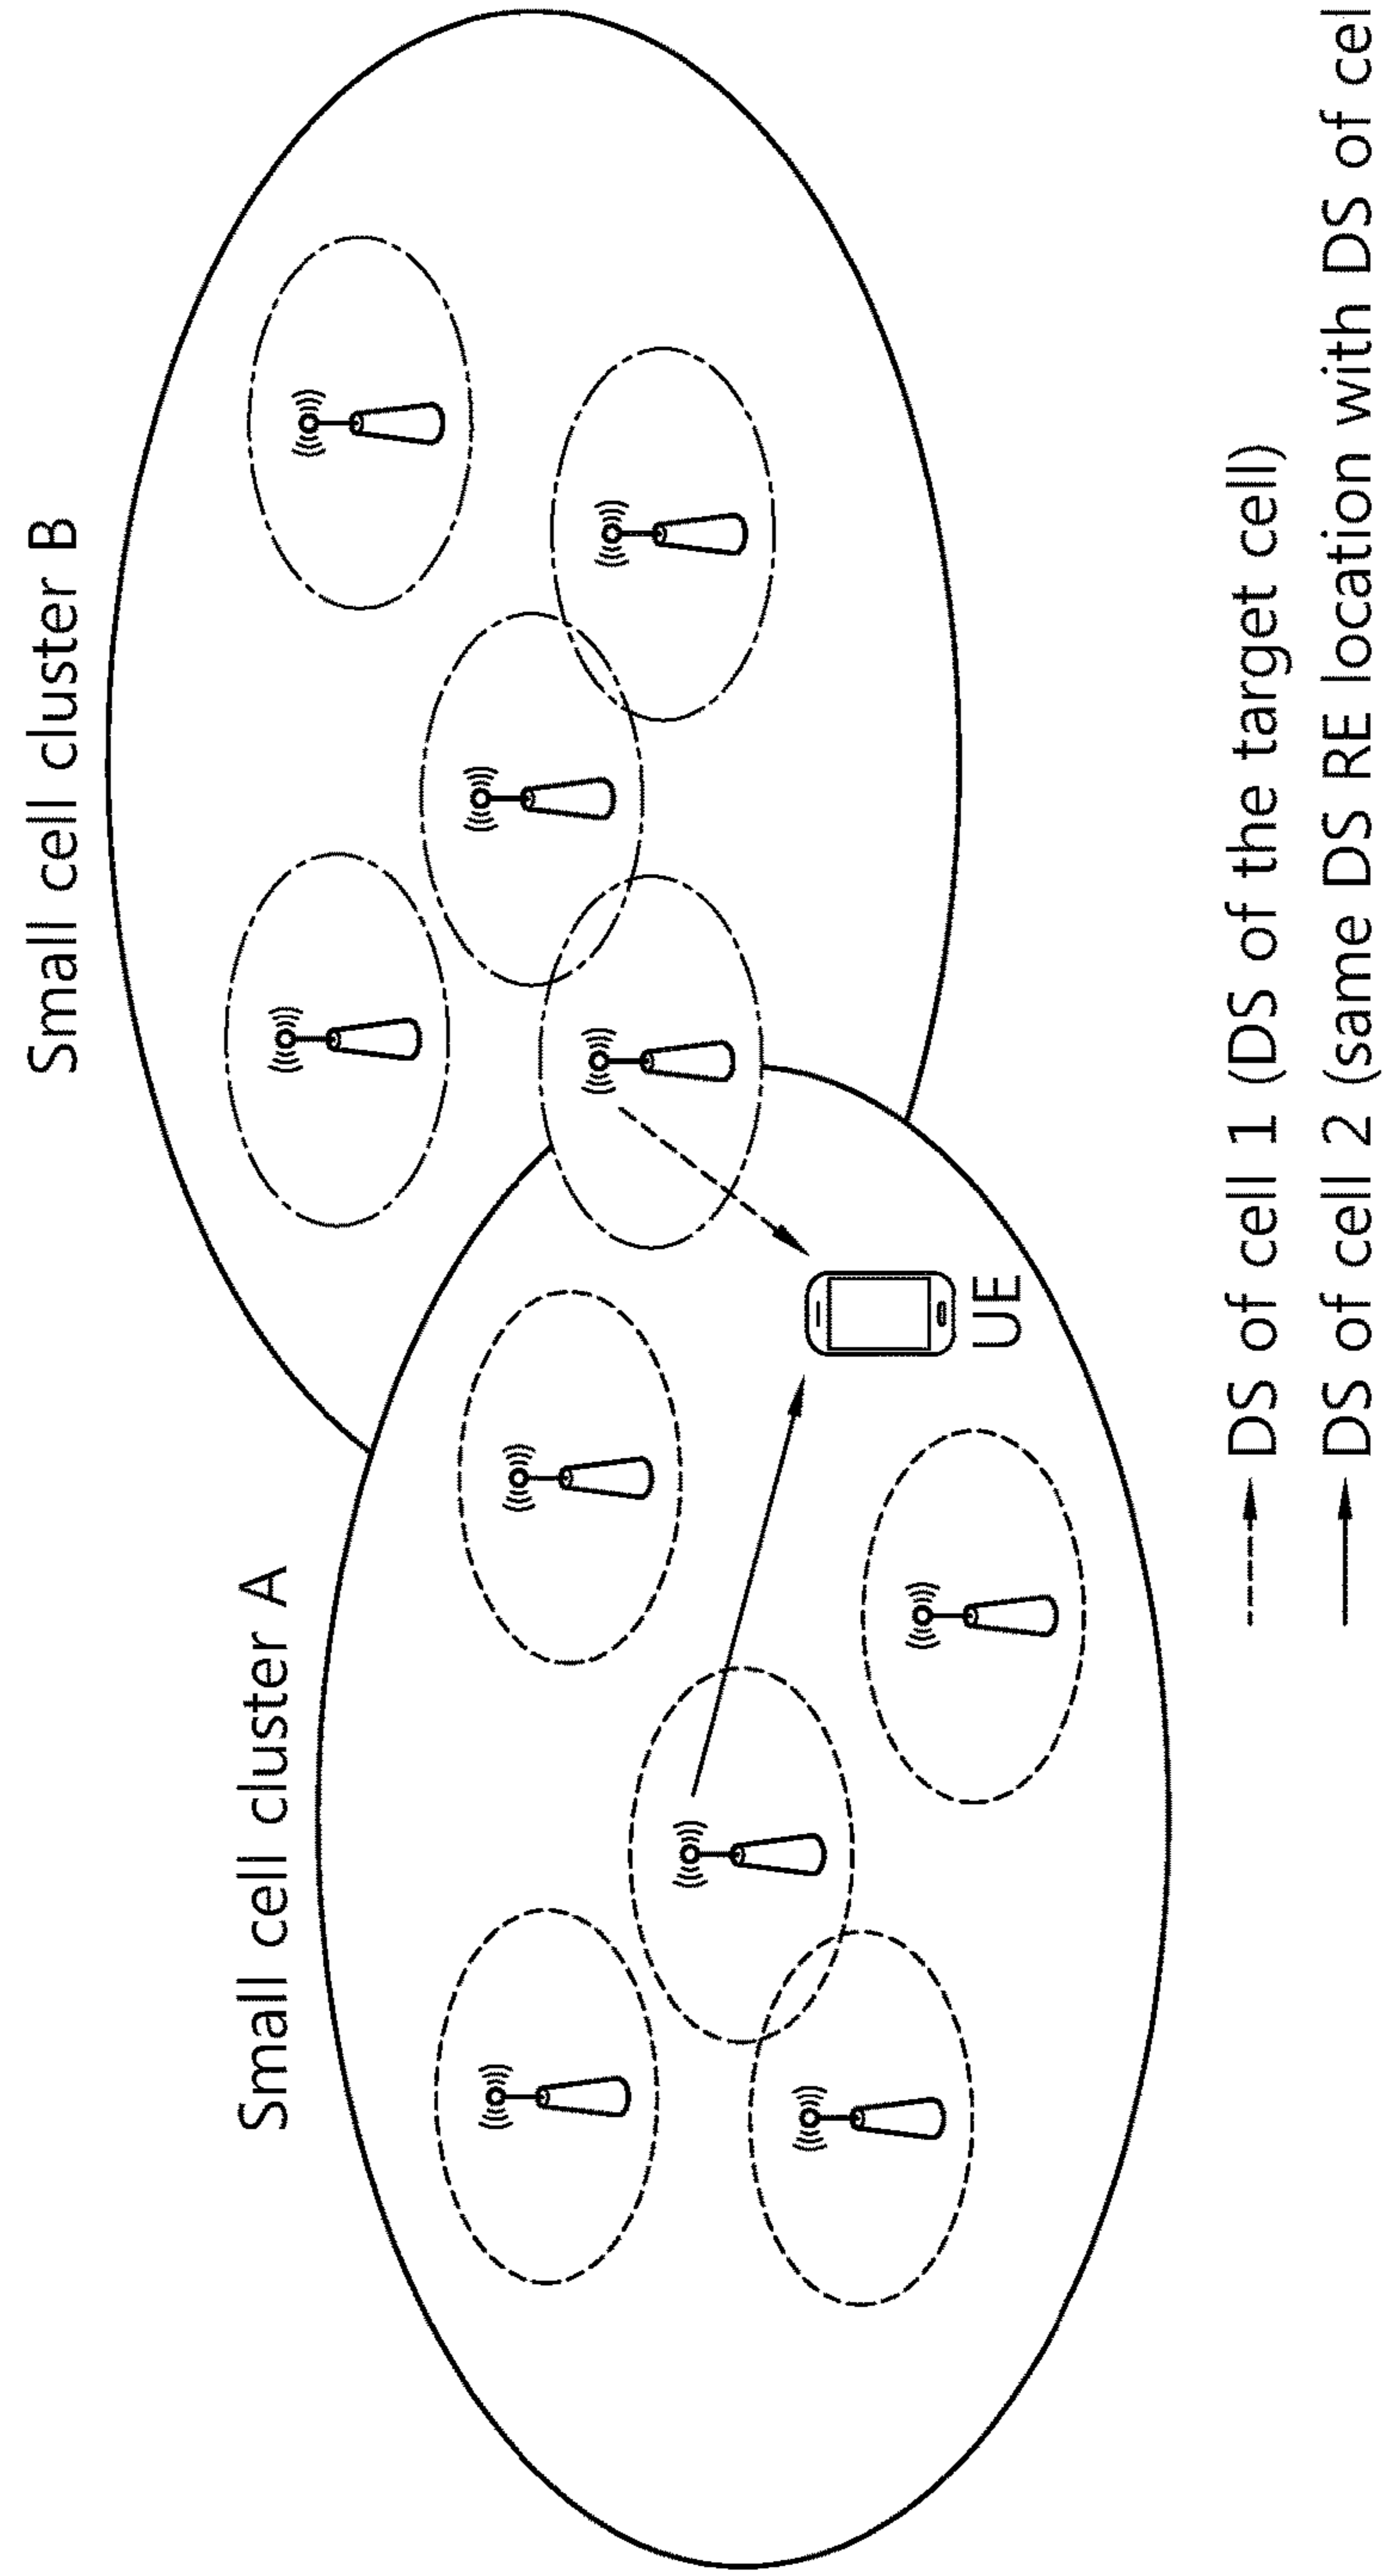 Small cell cluster B
Small cell cluster A
UE
DS of cell 1 (DS of the target cell)
DS of cell 2 (same DS RE location with DS of cel